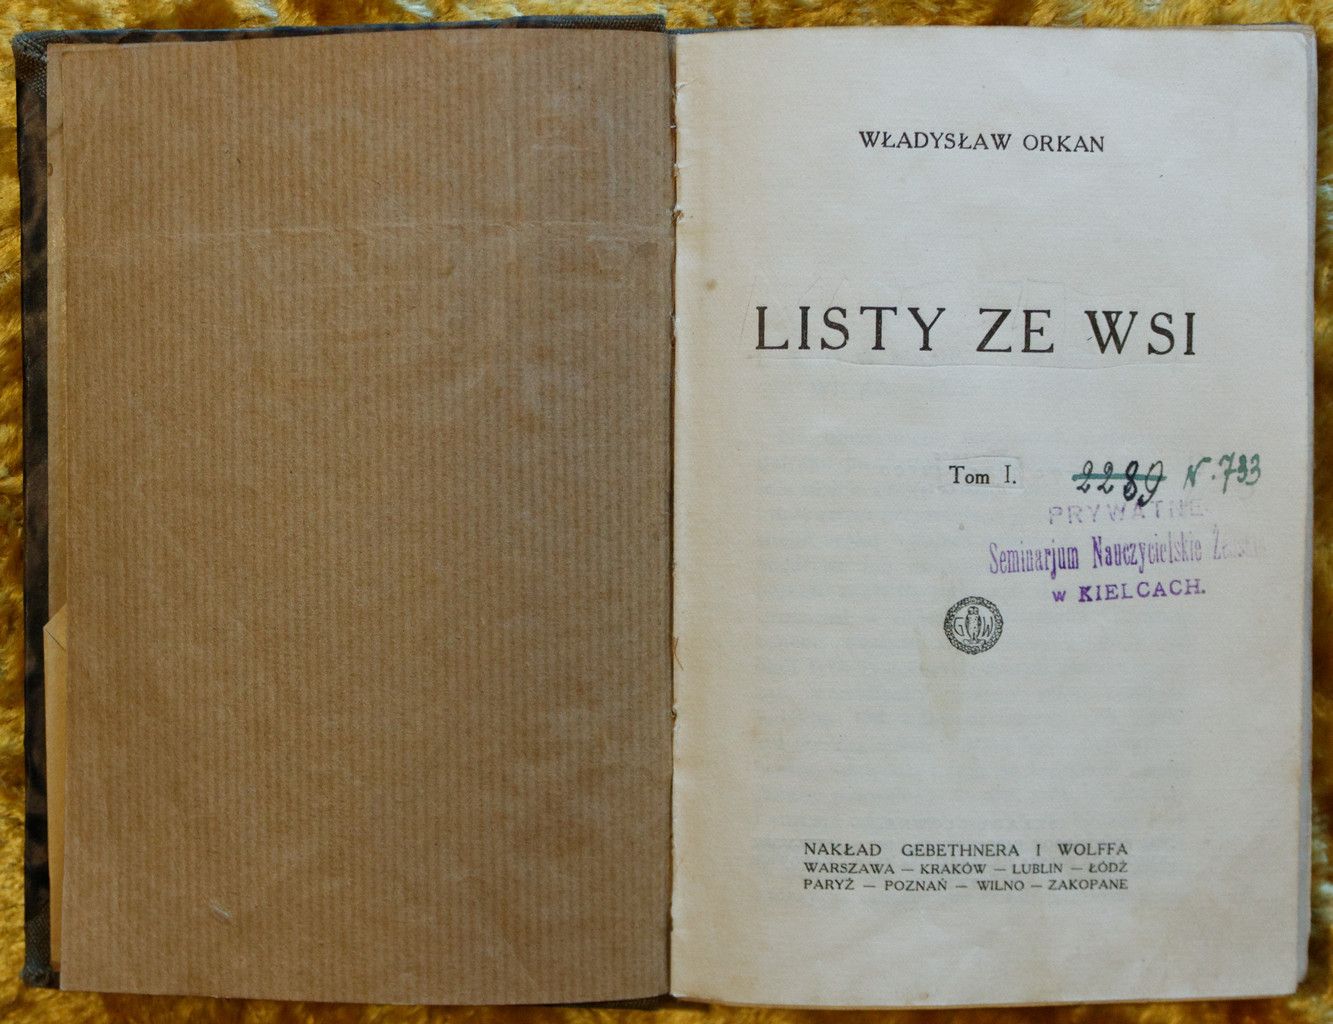 WŁADYSŁAW ORKAN
LISTY ZE WSI
Tom I.
2289 N. 733
PRYWATNE
Seminarjum Nauczycielskie
w KIELCACH.
G W
NAKŁAD GEBETHNERA I WOLFFA
WARSZAWA — KRAKÓW — LUBLIN — ŁÓDŹ
PARYŻ — POZNAŃ — WILNO — ZAKOPANE